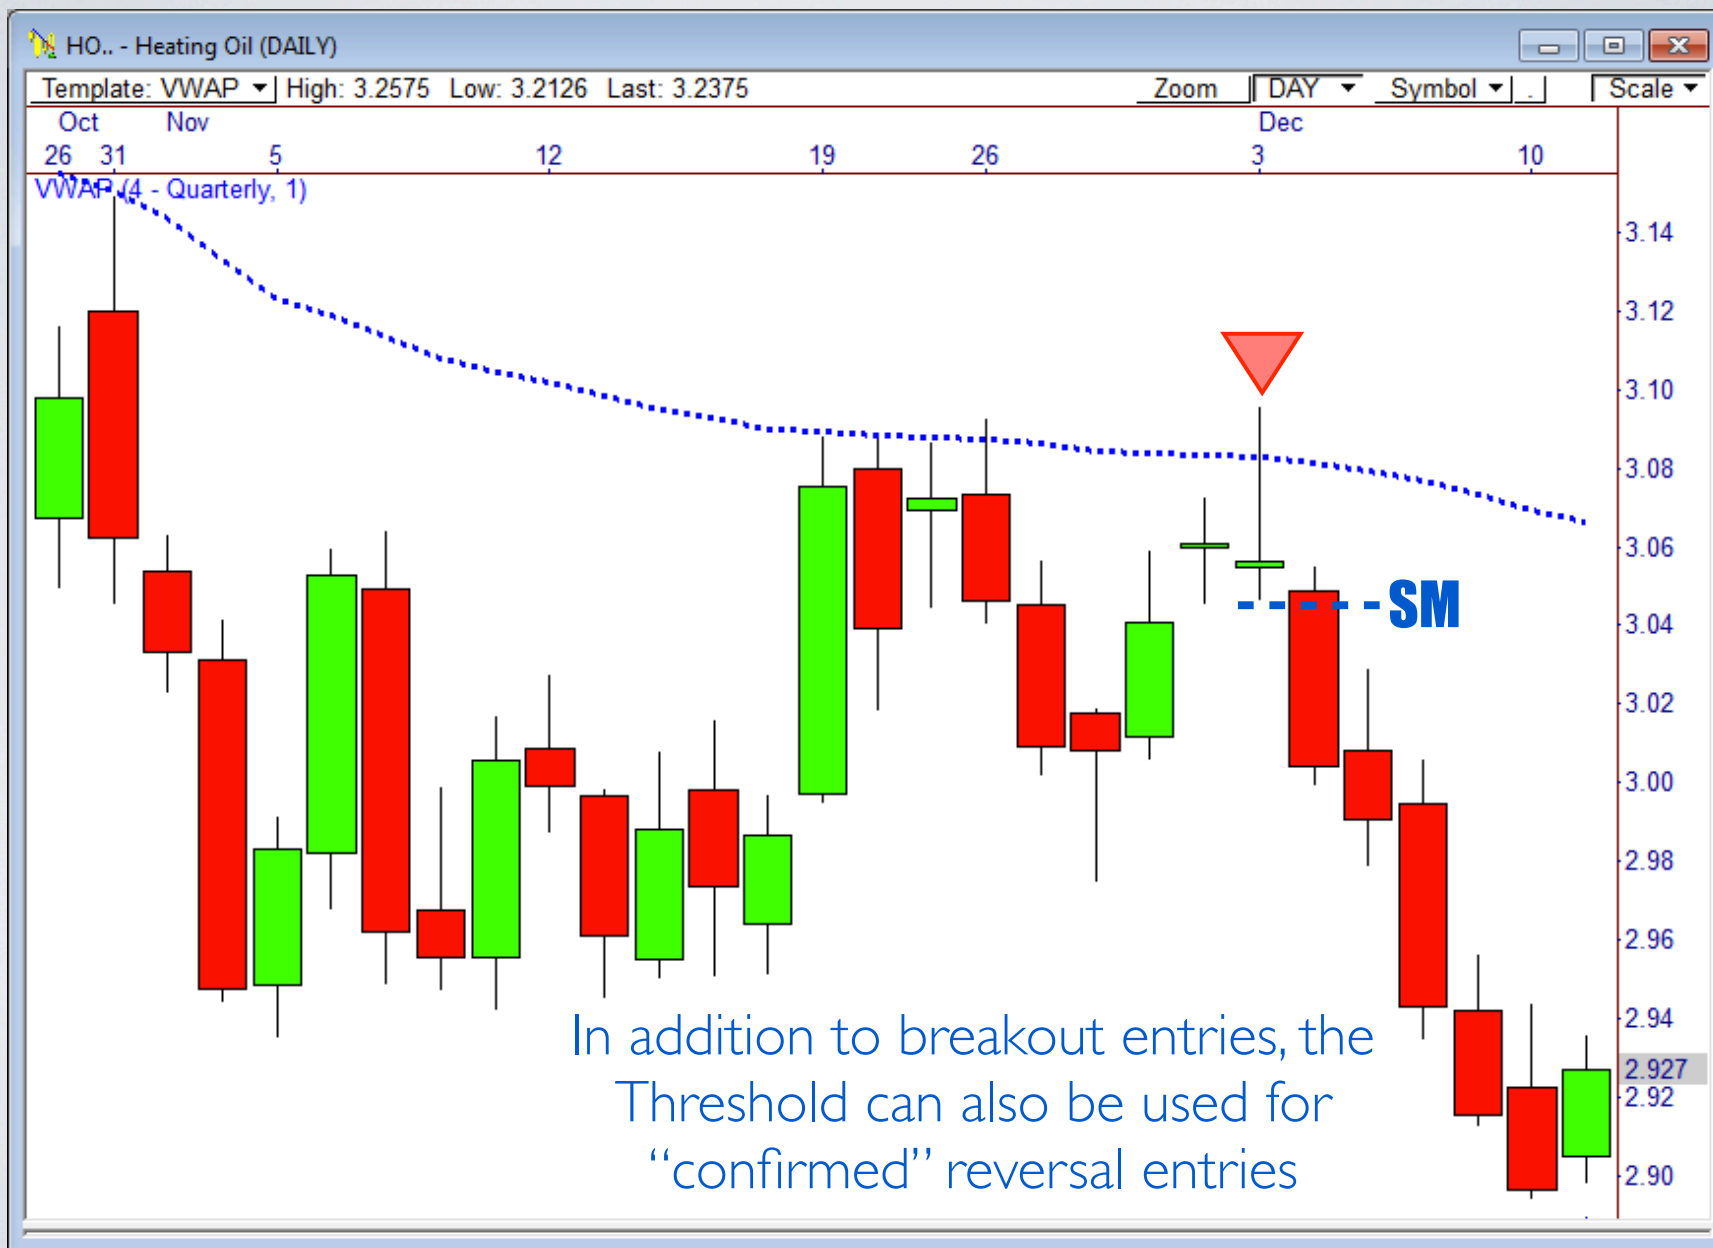 HO.. - Heating Oil (DAILY)
Template: VWAP High: 3.2575 Low: 3.2126 Last: 3.2375 Zoom DAY Symbol . Scale
Oct Nov Dec
26 31 5 12 19 26 3 10
VWAP (4 - Quarterly, 1)
3.14
3.12
3.10
3.08
3.06
SM
3.04
3.02
3.00
2.98
2.96
2.94
2.927
2.92
2.90
In addition to breakout entries, the
Threshold can also be used for
“confirmed” reversal entries